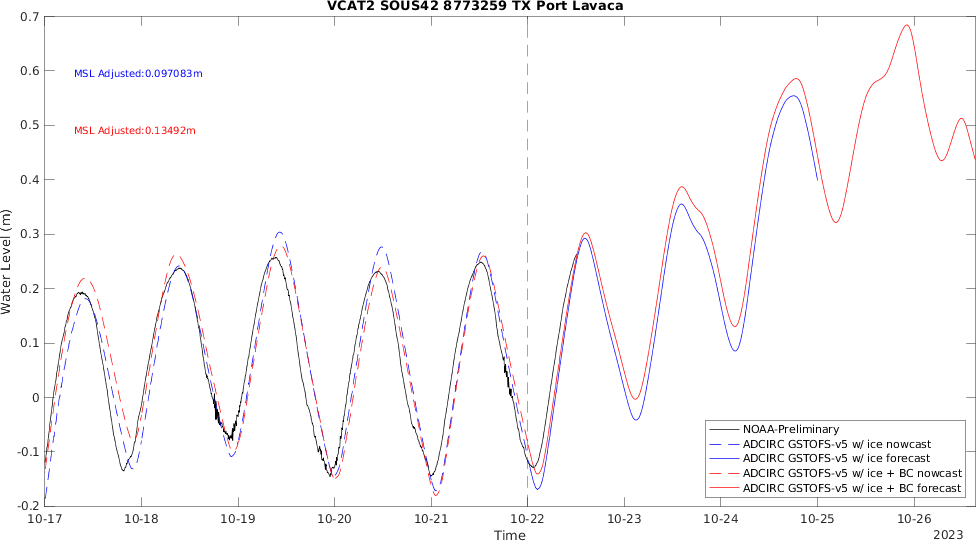 VCAT2 SOUS42 8773259 TX Port Lavaca
MSL Adjusted:0.097083m
MSL Adjusted:0.13492m
Water Level (m)
0.7
0.6
0.5
0.4
0.3
0.2
0.1
0
-0.1
-0.2
10-17 10-18 10-19 10-20 10-21 10-22 10-23 10-24 10-25 10-26
Time
2023
NOAA-Preliminary
ADCIRC GSTOFS-v5 w/ ice nowcast
ADCIRC GSTOFS-v5 w/ ice forecast
ADCIRC GSTOFS-v5 w/ ice + BC nowcast
ADCIRC GSTOFS-v5 w/ ice + BC forecast